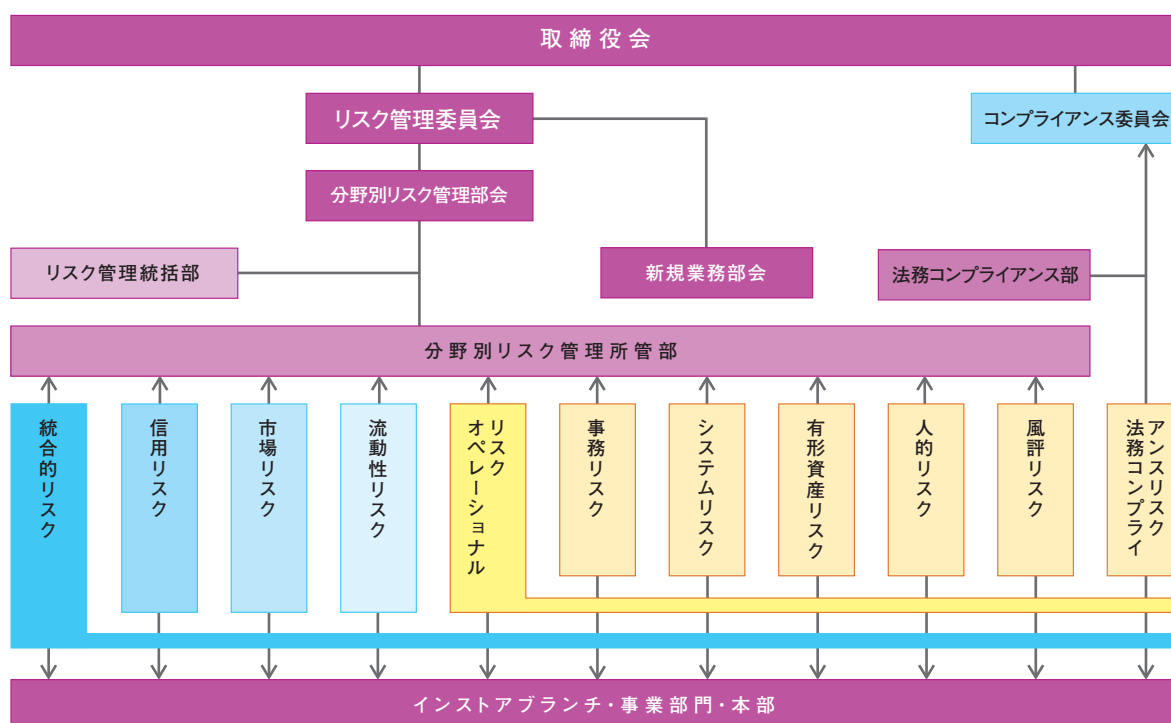 取締役会
リスク管理委員会
コンプライアンス委員会
分野別リスク管理部会
リスク管理統括部
新規業務部会
法務コンプライアンス部
分野別リスク管理所管部
統合的リスク
信用リスク
市場リスク
流動性リスク
オペレーショナル
リスク
事務リスク
システムリスク
有形資産リスク
人的リスク
風評リスク
法務コンプライ
アンスリスク
インストアブランチ・事業部門・本部